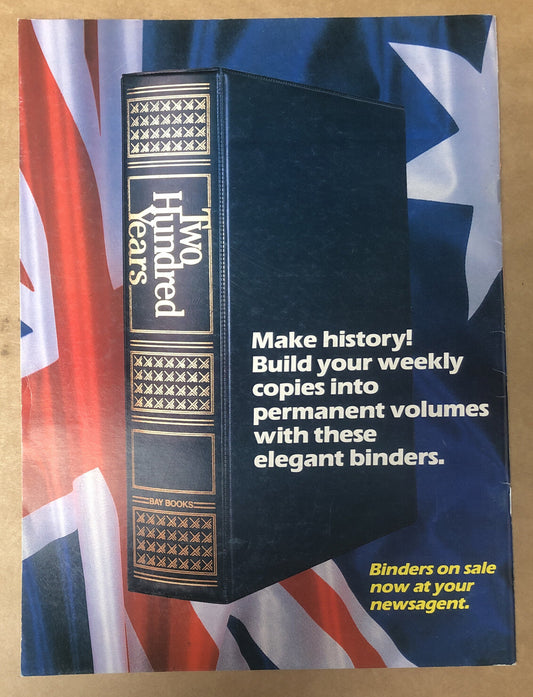 Two
Hundred
Years
BAY BOOKS
Make history!
Build your weekly
copies into
permanent volumes
with these
elegant binders.
Binders on sale
now at your
newsagent.